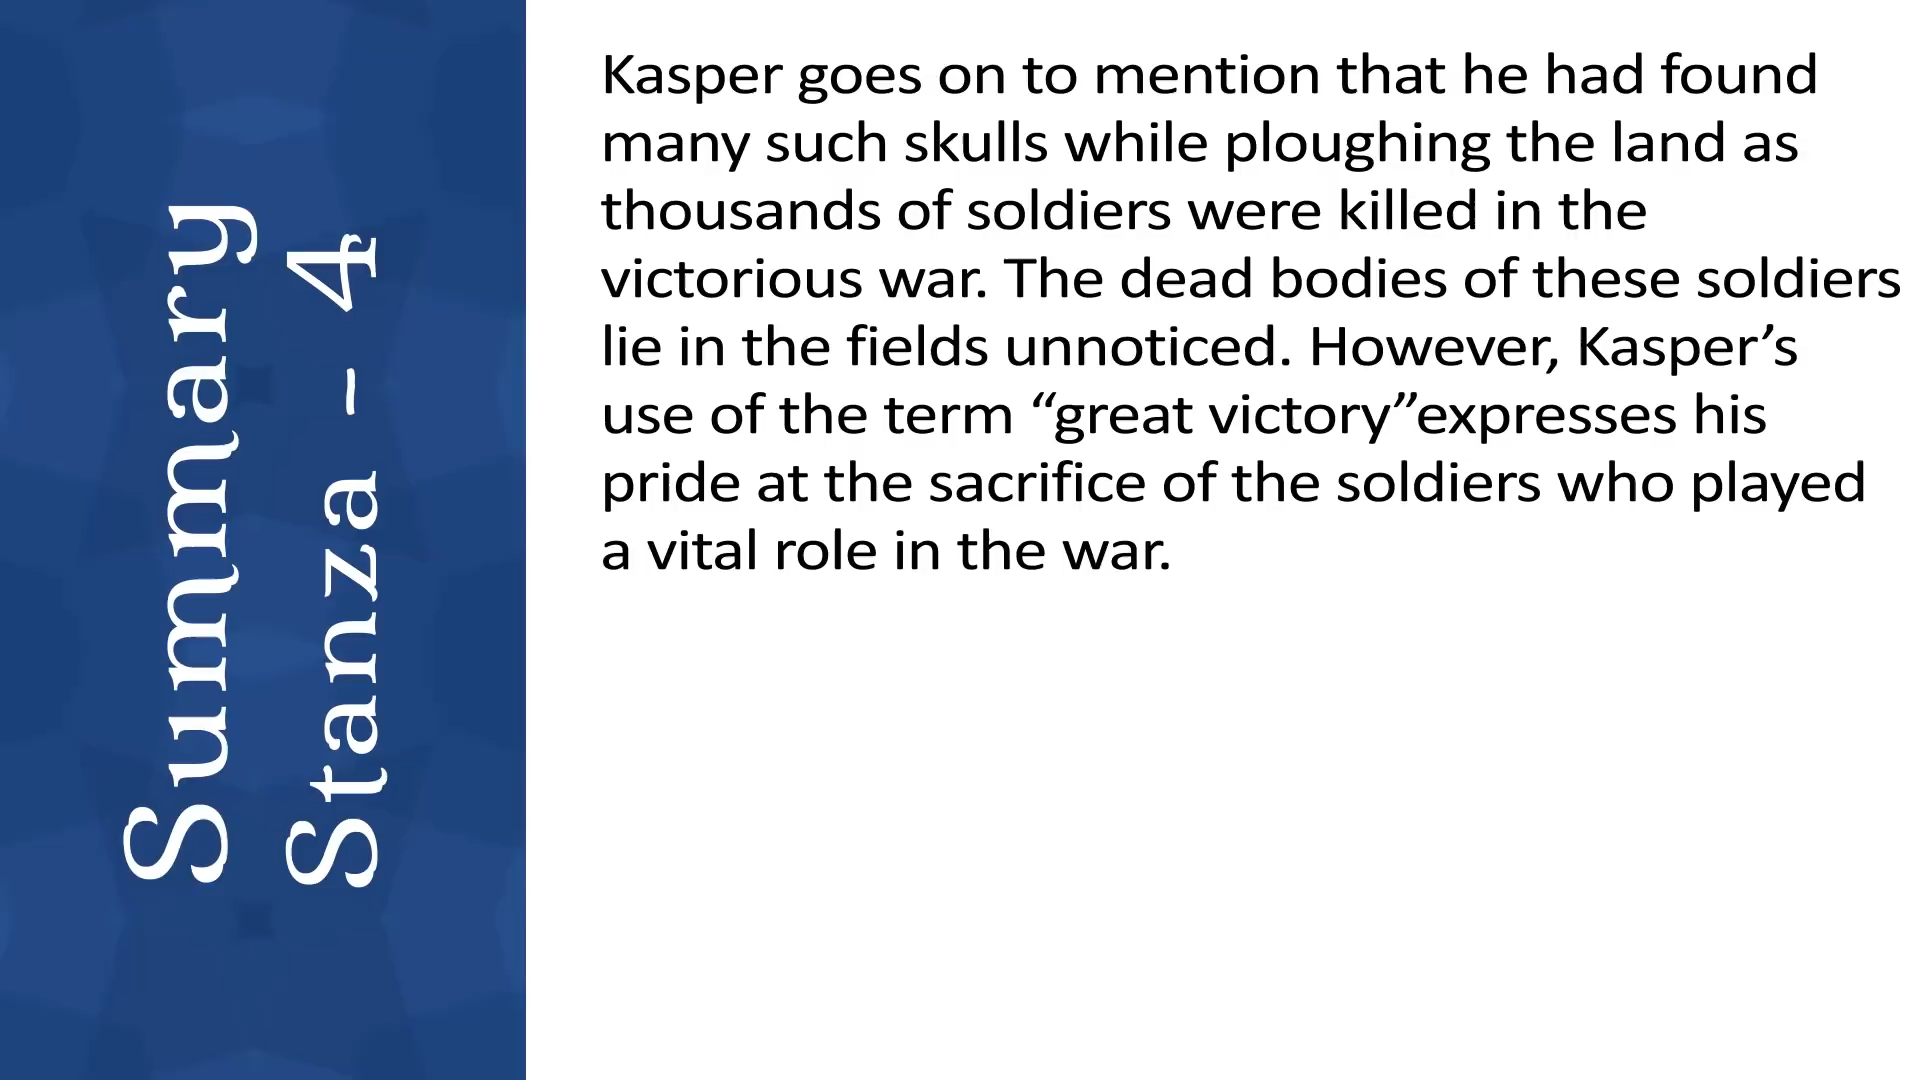 Summary
Stanza - 4
Kasper goes on to mention that he had found
many such skulls while ploughing the land as
thousands of soldiers were killed in the
victorious war. The dead bodies of these soldiers
lie in the fields unnoticed. However, Kasper’s
use of the term “great victory”expresses his
pride at the sacrifice of the soldiers who played
a vital role in the war.